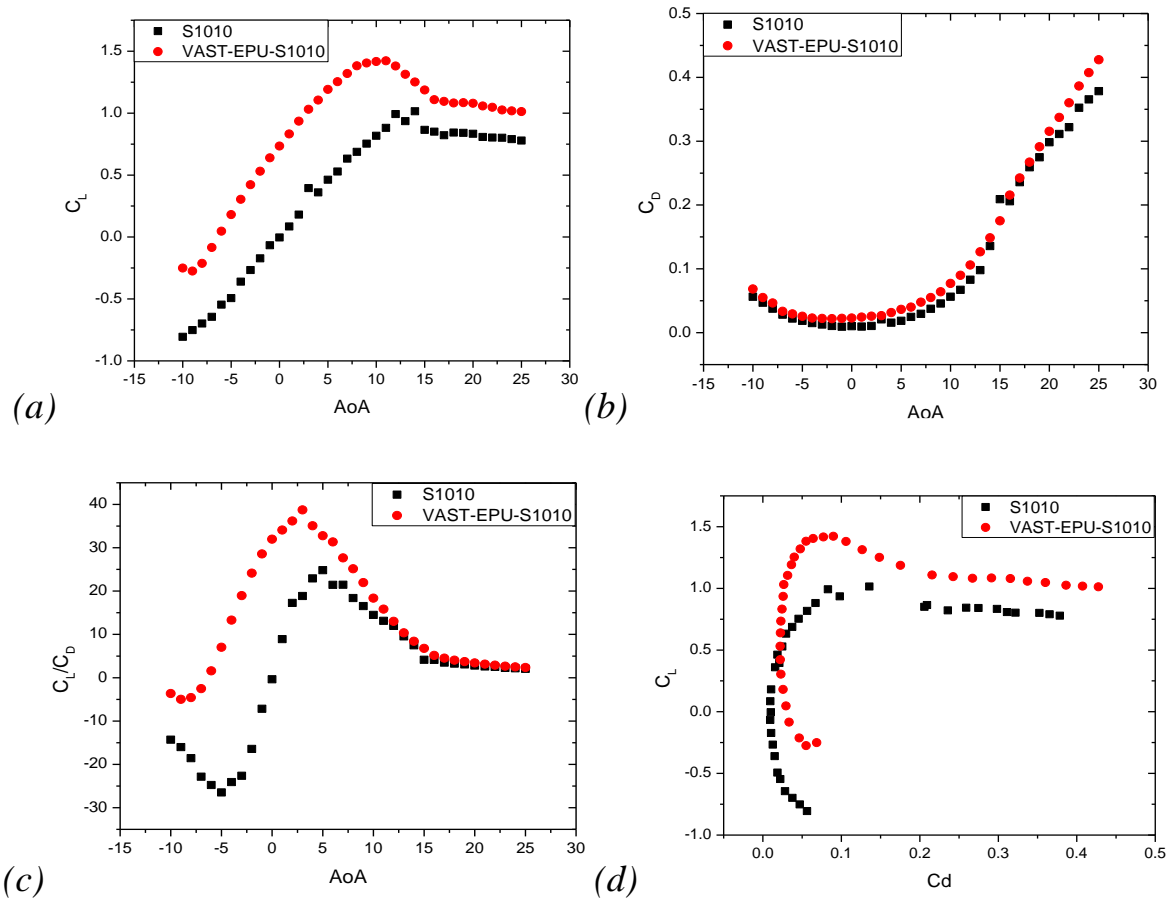 S1010
VAST-EPU-S1010
1.5
1.0
0.5
0.0
-0.5
-1.0
C_L
-15 -10 -5 0 5 10 15 20 25 30
AoA
(a)
S1010
VAST-EPU-S1010
0.5
0.4
0.3
0.2
0.1
0.0
C_D
-15 -10 -5 0 5 10 15 20 25 30
AoA
(b)
S1010
VAST-EPU-S1010
40
30
20
10
0
-10
-20
-30
C_L/C_D
-15 -10 -5 0 5 10 15 20 25 30
AoA
(c)
S1010
VAST-EPU-S1010
1.5
1.0
0.5
0.0
-0.5
-1.0
C_L
0.0 0.1 0.2 0.3 0.4 0.5
Cd
(d)